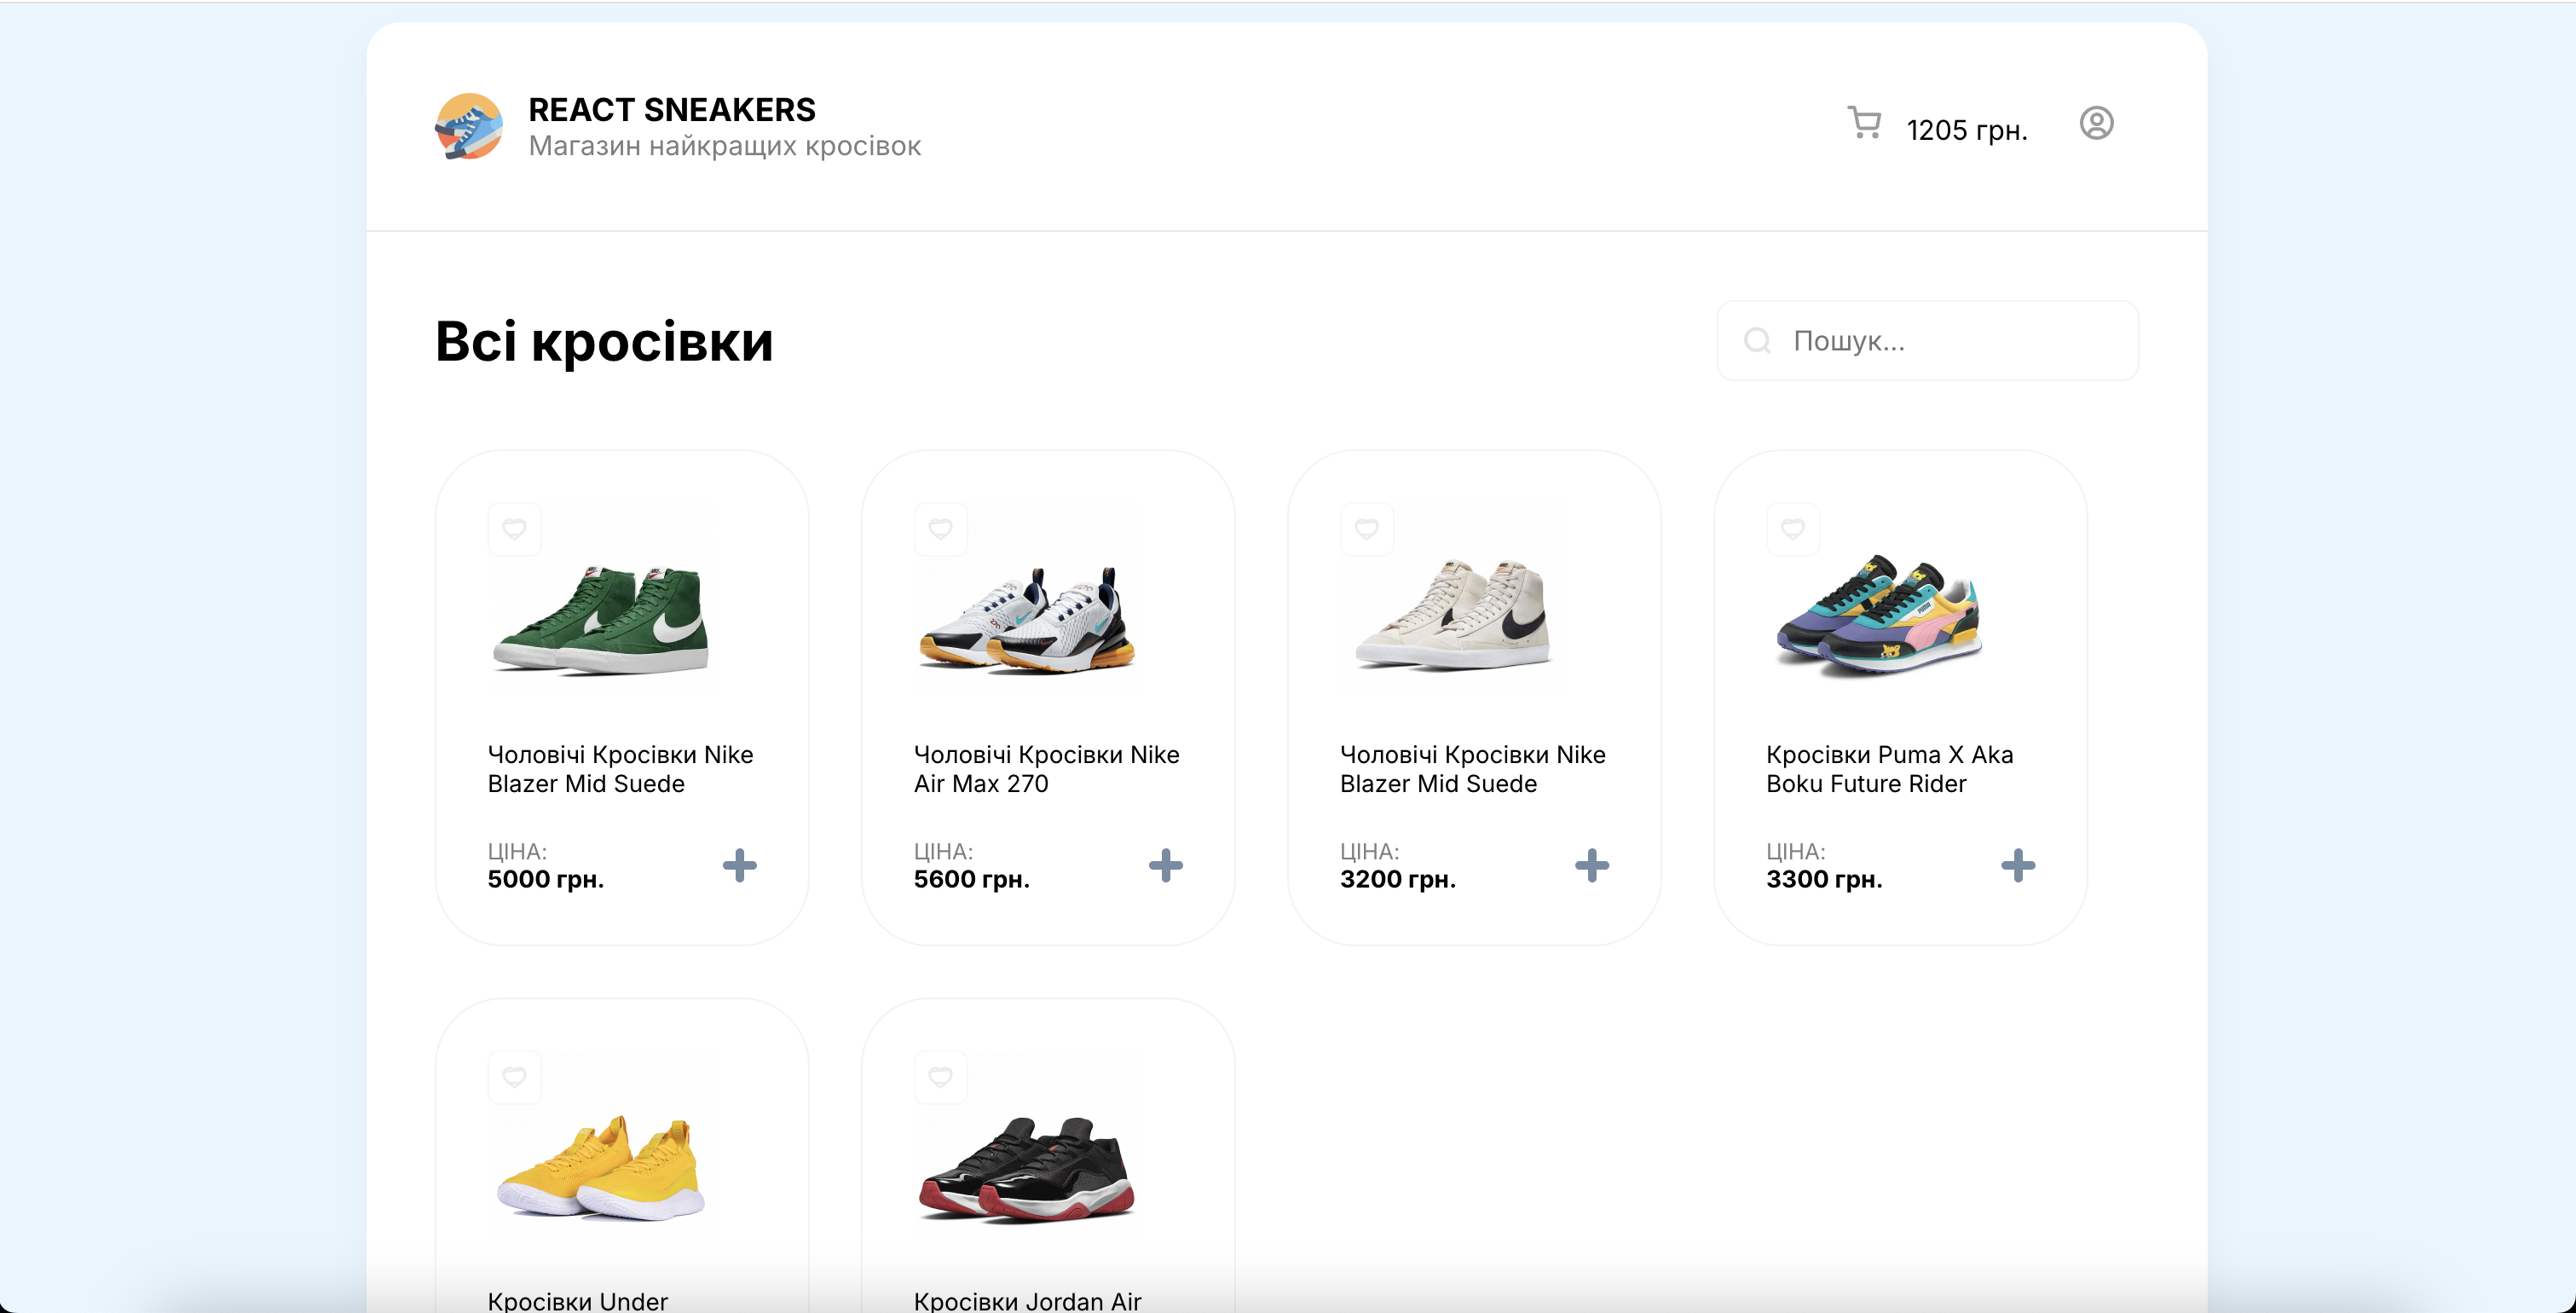 REACT SNEAKERS
Магазин найкращих кросівок
1205 грн.
Всі кросівки
Пошук...
Чоловічі Кросівки Nike
Blazer Mid Suede
ЦІНА:
5000 грн.
Чоловічі Кросівки Nike
Air Max 270
ЦІНА:
5600 грн.
Чоловічі Кросівки Nike
Blazer Mid Suede
ЦІНА:
3200 грн.
Кросівки Puma X Aka
Boku Future Rider
ЦІНА:
3300 грн.
Кросівки Under
Кросівки Jordan Air